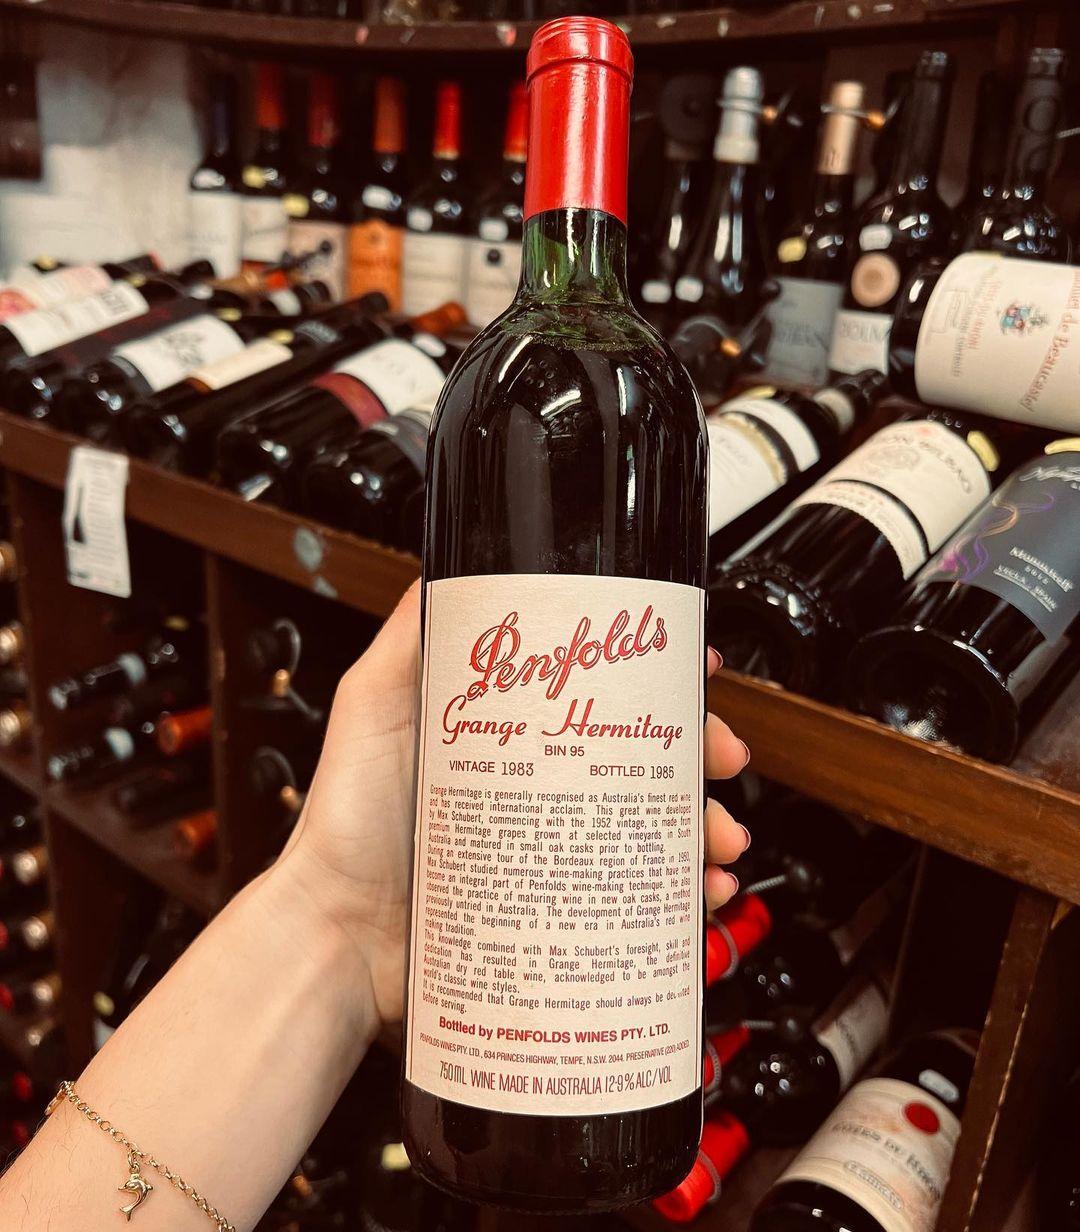 Penfolds
Grange Hermitage
BIN 95
VINTAGE 1983 BOTTLED 1985
Grange Hermitage is generally recognised as Australia's finest red wine
and has received international acclaim. This great wine developed
by Max Schubert, commencing with the 1952 vintage, is made from
premium Hermitage grapes grown at selected vineyards in South
Australia and matured in small oak casks prior to bottling.
During an extensive tour of the Bordeaux region of France in 1950,
Max Schubert studied numerous wine-making practices that have now
become an integral part of Penfolds wine-making technique. He also
observed the practice of maturing wine in new oak casks, a method
previously untried in Australia. The development of Grange Hermitage
represented the beginning of a new era in Australia's red wine
making tradition.
This knowledge combined with Max Schubert's foresight, skill and
dedication has resulted in Grange Hermitage, the definitive
Australian dry red table wine, acknowledged to be amongst the
world's classic wine styles.
It is recommended that Grange Hermitage should always be
before serving.
Bottled by PENFOLDS WINES PTY. LTD.
PENFOLDS WINES PTY. LTD., 634 PRINCES HIGHWAY, TEMPE, N.S.W. 2044. PRESERVATIVE (220) ADDED.
750ML WINE MADE IN AUSTRALIA 12·9% ALC/VOL
de Beaucastel